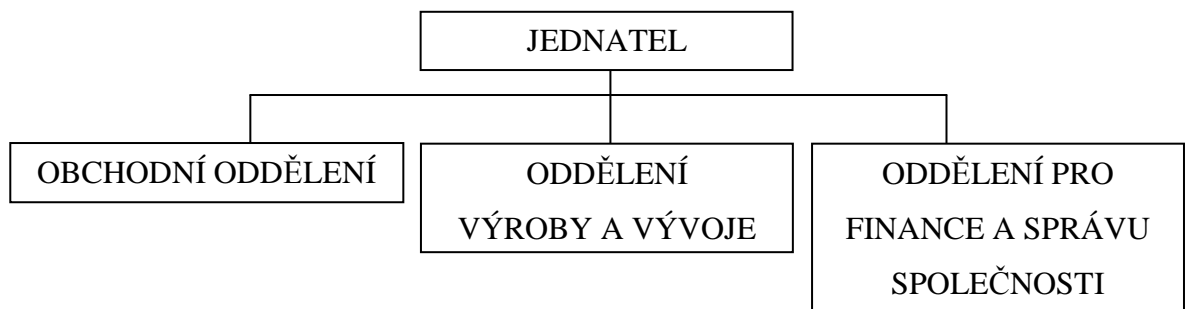 JEDNATEL
OBCHODNÍ ODDĚLENÍ
ODDĚLENÍ
VÝROBY A VÝVOJE
ODDĚLENÍ PRO
FINANCE A SPRÁVU
SPOLEČNOSTI